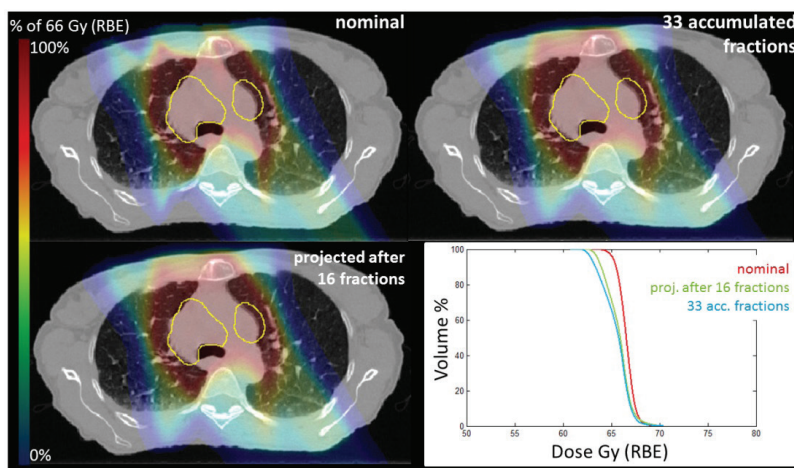 % of 66 Gy (RBE)
100%
0%
nominal
33 accumulated
fractions
projected after
16 fractions
Volume %
100
80
60
40
20
0
50
55
60
65
70
75
80
Dose Gy (RBE)
nominal
proj. after 16 fractions
33 acc. fractions